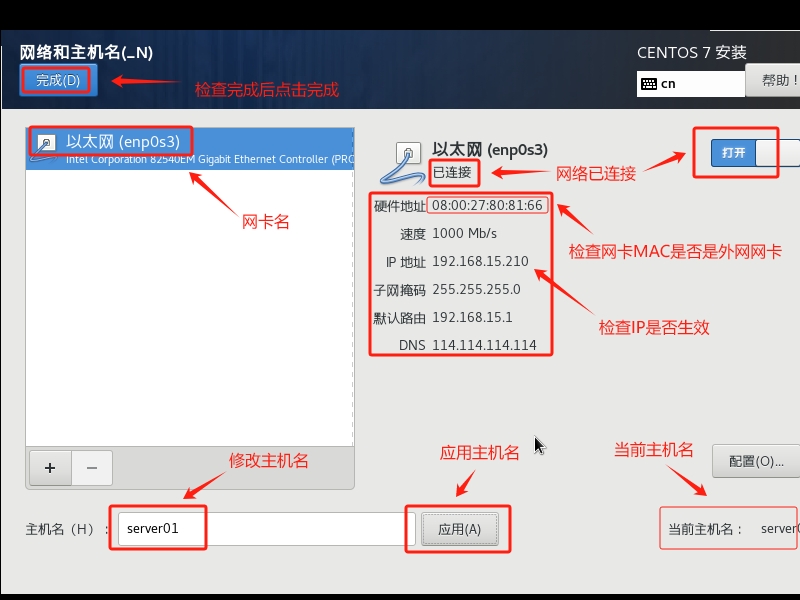 网络和主机名(_N)
CENTOS 7 安装
完成(D)
检查完成后点击完成
cn
帮助！
以太网 (enp0s3)
Intel Corporation 82540EM Gigabit Ethernet Controller (PRO
网卡名
以太网 (enp0s3)
已连接
网络已连接
打开
硬件地址 08:00:27:80:81:66
速度 1000 Mb/s
IP 地址 192.168.15.210
子网掩码 255.255.255.0
默认路由 192.168.15.1
DNS 114.114.114.114
检查网卡MAC是否是外网网卡
检查IP是否生效
+ −
修改主机名
应用主机名
当前主机名
配置(O)...
主机名（H）：
server01
应用(A)
当前主机名： server0